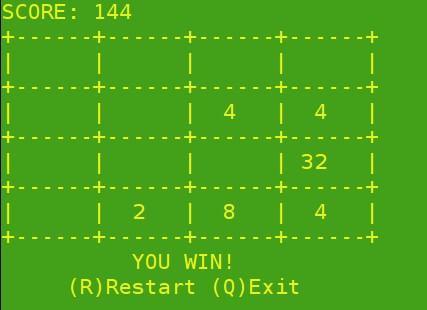 SCORE: 144
+------+------+------+------+
|      |      |      |      |
+------+------+------+------+
|      |      |  4   |  4   |
+------+------+------+------+
|      |      |      | 32   |
+------+------+------+------+
|      |  2   |  8   |  4   |
+------+------+------+------+
YOU WIN!
(R)Restart (Q)Exit